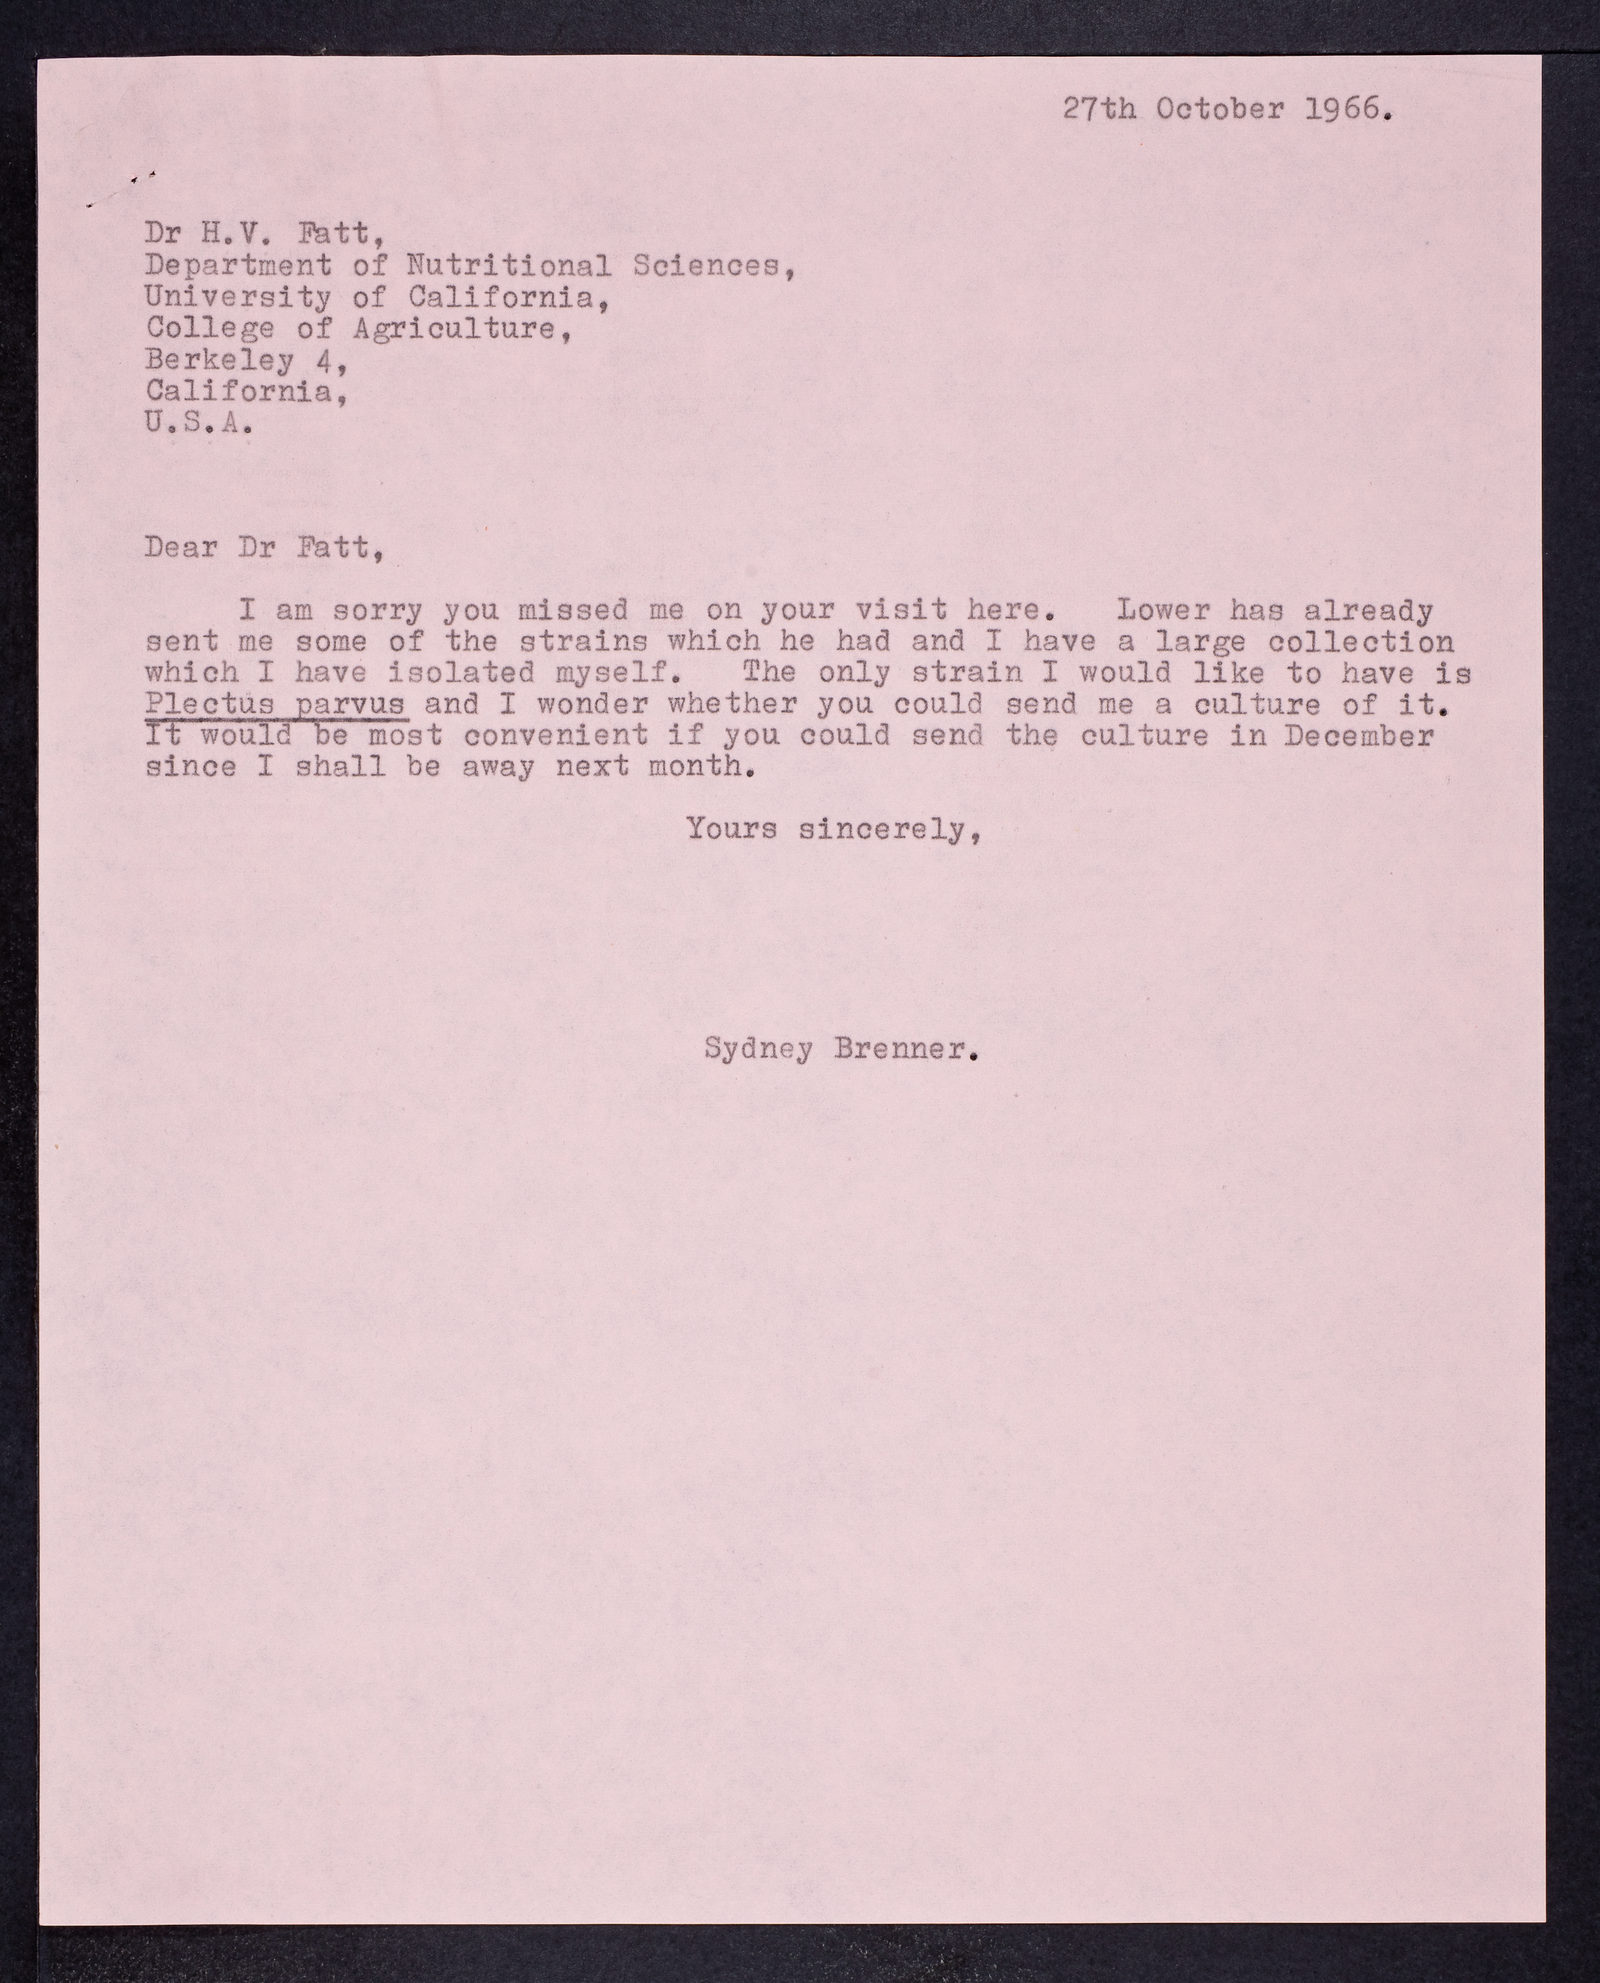 27th October 1966.
Dr H.V. Fatt,
Department of Nutritional Sciences,
University of California,
College of Agriculture,
Berkeley 4,
California,
U.S.A.
Dear Dr Fatt,
I am sorry you missed me on your visit here. Lower has already
sent me some of the strains which he had and I have a large collection
which I have isolated myself. The only strain I would like to have is
Plectus parvus and I wonder whether you could send me a culture of it.
It would be most convenient if you could send the culture in December
since I shall be away next month.
Yours sincerely,
Sydney Brenner.